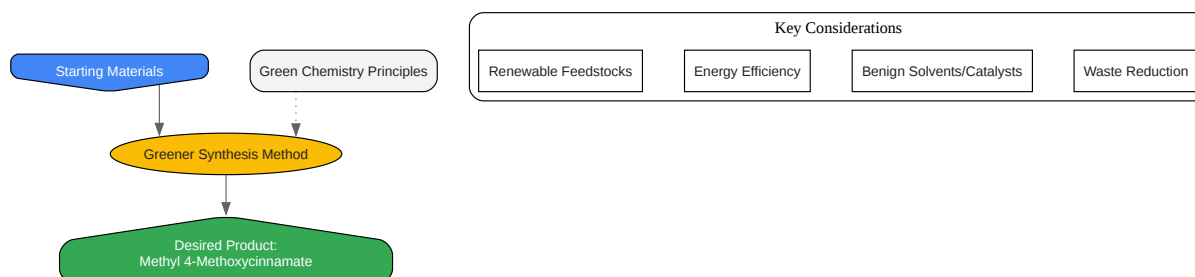 Key Considerations
Starting Materials
Green Chemistry Principles
Renewable Feedstocks
Energy Efficiency
Benign Solvents/Catalysts
Waste Reduction
Greener Synthesis Method
Desired Product:
Methyl 4-Methoxycinnamate